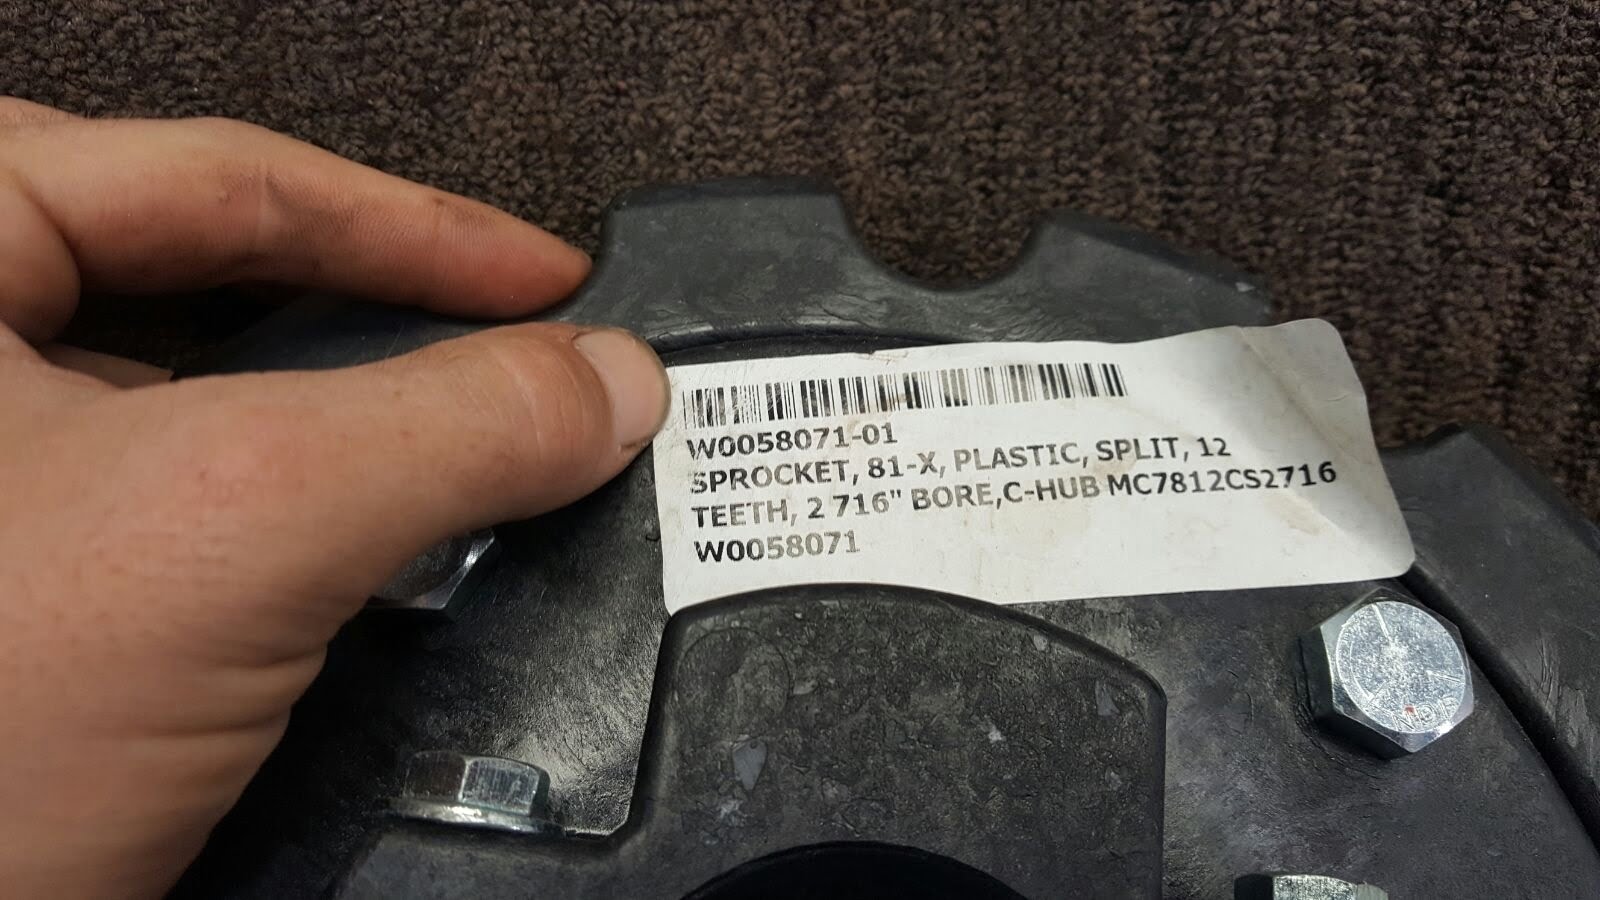 W0058071-01
SPROCKET, 81-X, PLASTIC, SPLIT, 12
TEETH, 2 716" BORE,C-HUB MC7812CS2716
W0058071